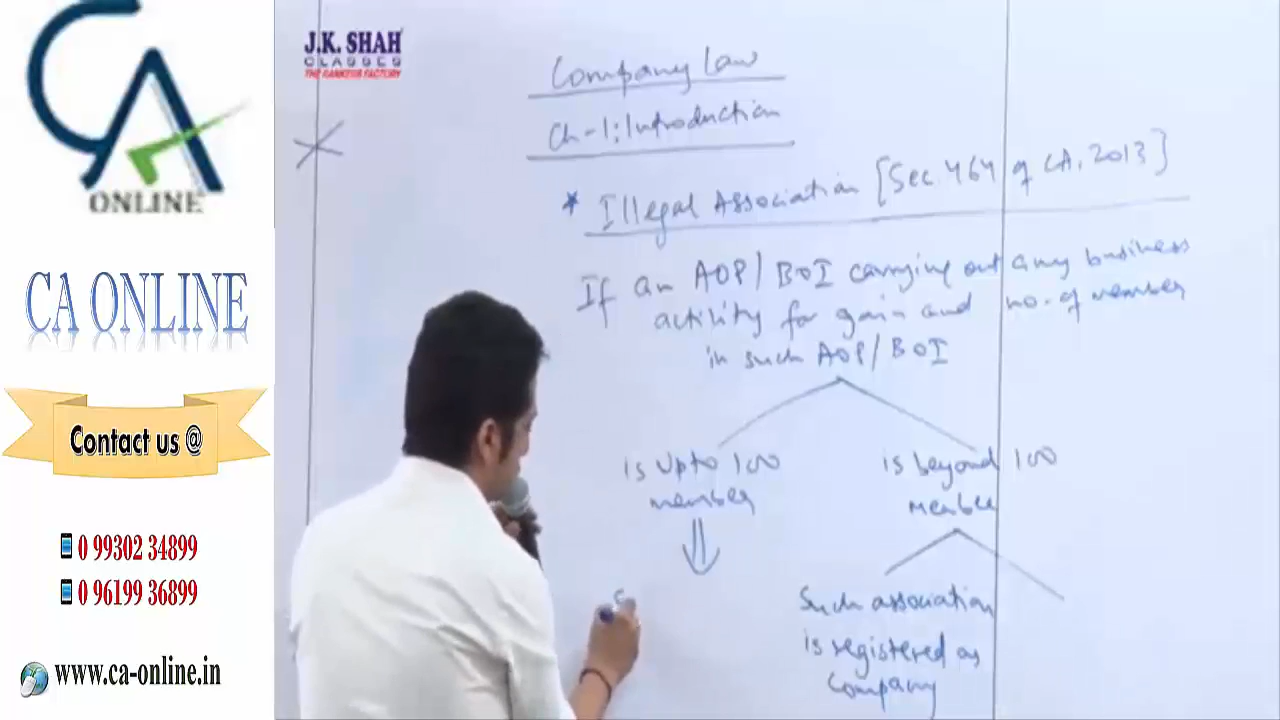 CA
ONLINE
CA ONLINE
Contact us @
0 99302 34899
0 96199 36899
www.ca-online.in
J.K. SHAH
CLASSES
THE RANKERS FACTORY
Company Law
Ch-1: Introduction
* Illegal Association [Sec. 464 of CA, 2013]
If an AOP/BOI carrying out any business
activity for gain and no. of member
in such AOP/BOI
is upto 100
member
is beyond 100
member
Such association
is registered as
company